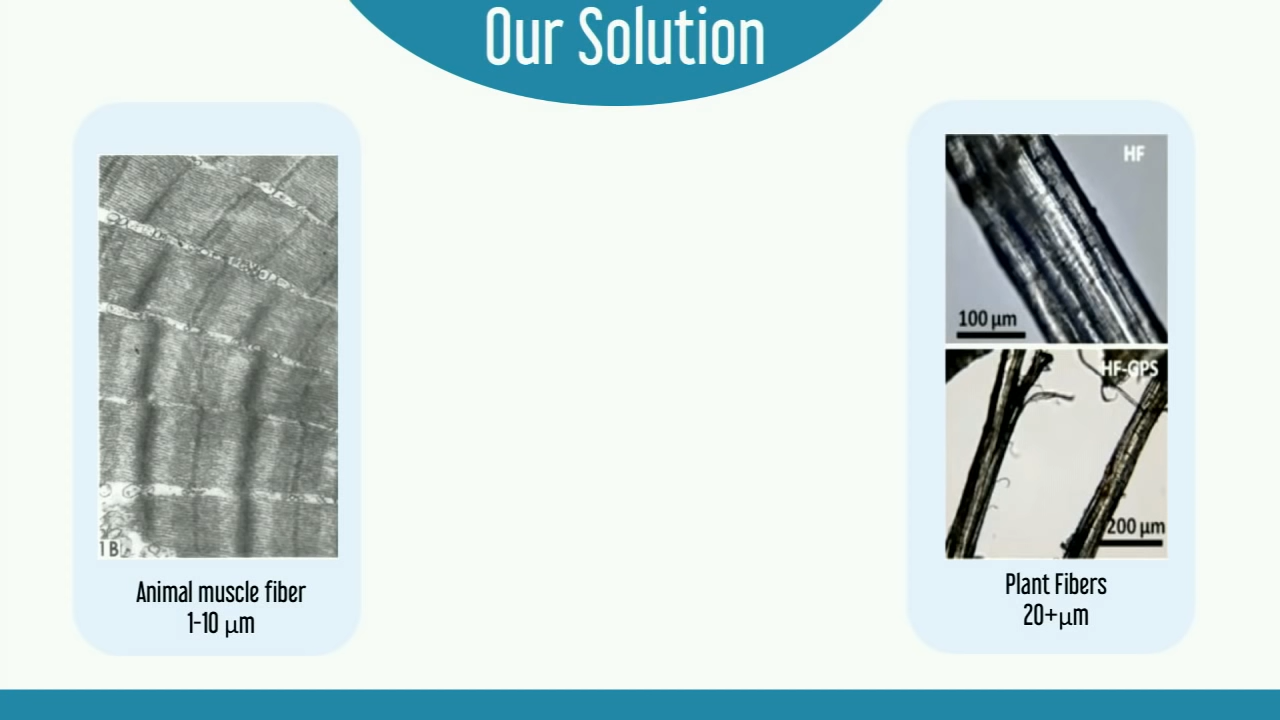 Our Solution
1B
Animal muscle fiber
1-10 μm
HF
100 μm
HF-GPS
200 μm
Plant Fibers
20+μm